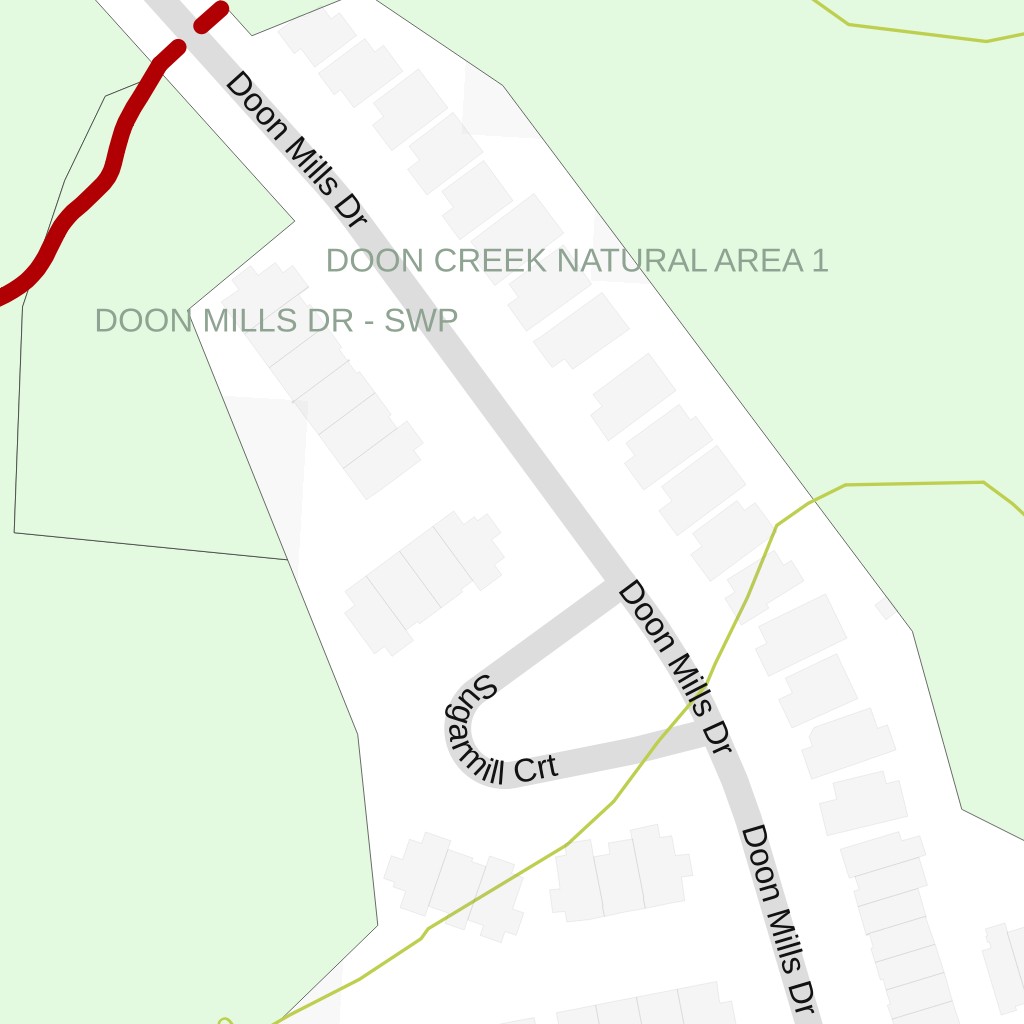 Doon Mills Dr
DOON CREEK NATURAL AREA 1
DOON MILLS DR - SWP
Doon Mills Dr
Sugarmill Crt
Doon Mills Dr